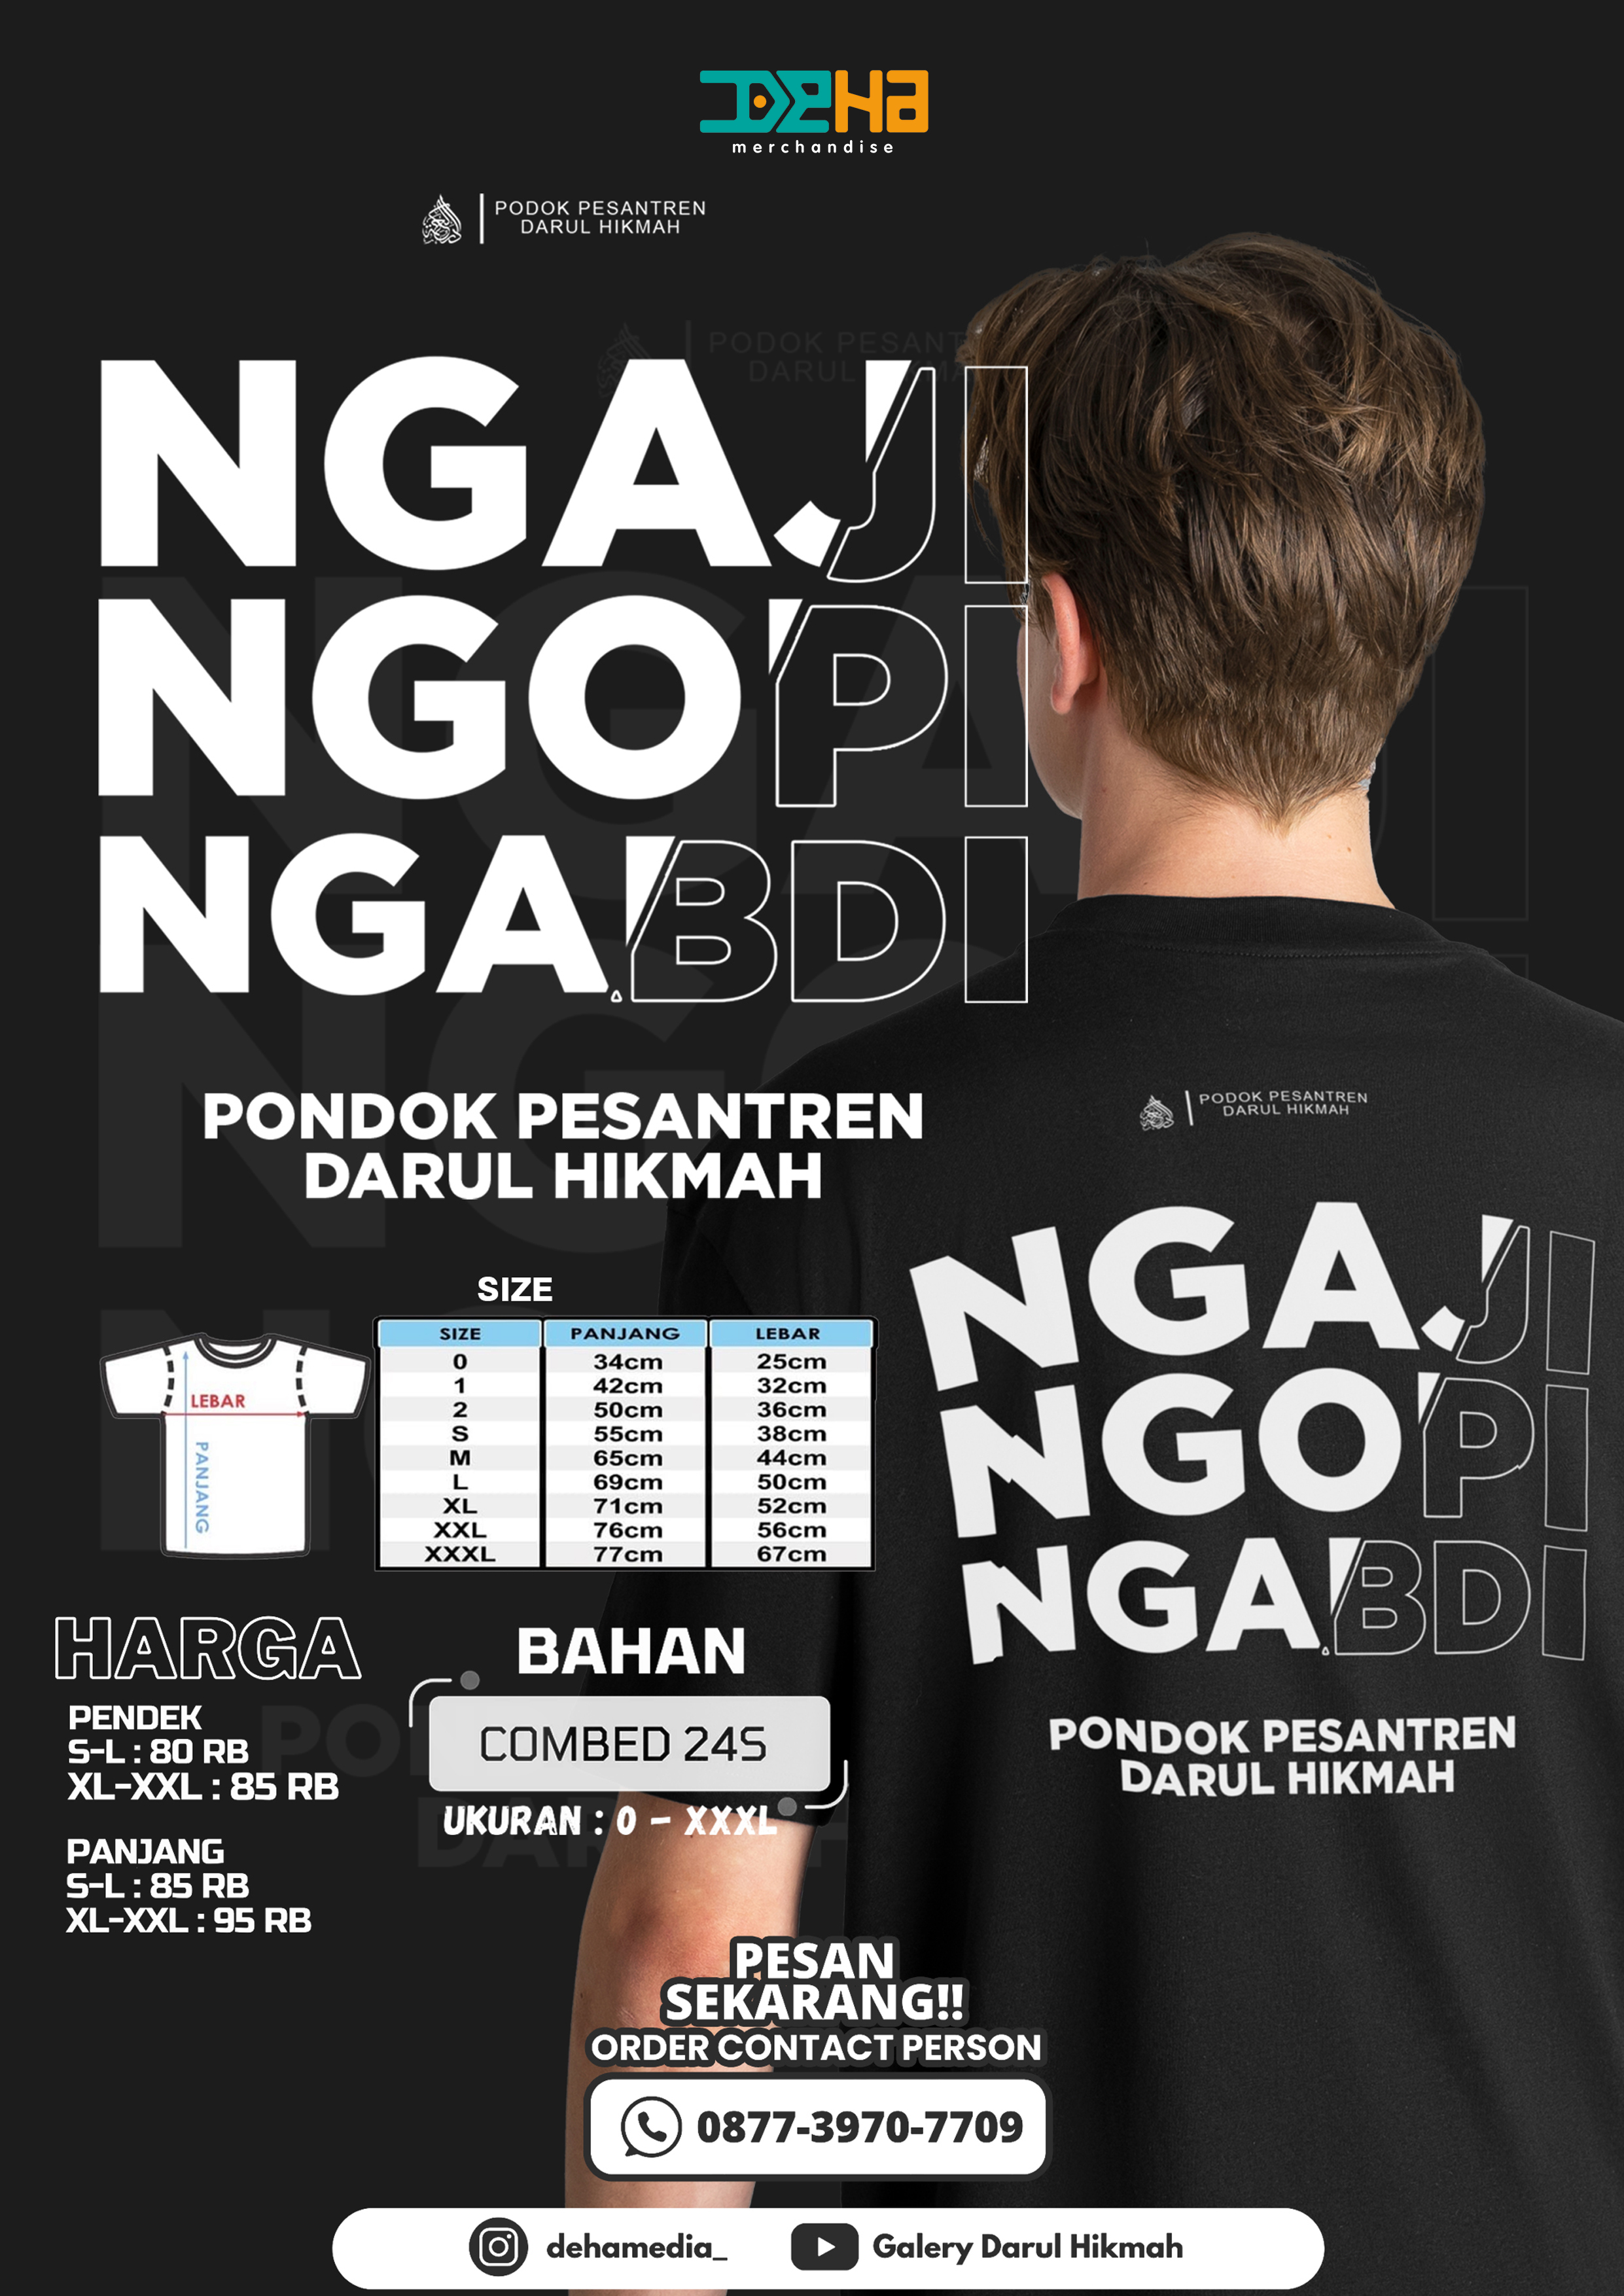 DEHA
merchandise
PODOK PESANTREN
DARUL HIKMAH
PODOK PESANT
DARUL
NGAJI
NGOPI
NGABDI
PONDOK PESANTREN
DARUL HIKMAH
SIZE
LEBAR
PANJANG
SIZE PANJANG LEBAR
0 34cm 25cm
1 42cm 32cm
2 50cm 36cm
S 55cm 38cm
M 65cm 44cm
L 69cm 50cm
XL 71cm 52cm
XXL 76cm 56cm
XXXL 77cm 67cm
PODOK PESANTREN
DARUL HIKMAH
NGAJI
NGOPI
NGABDI
PONDOK PESANTREN
DARUL HIKMAH
HARGA
PENDEK
S-L : 80 RB
XL-XXL : 85 RB
PANJANG
S-L : 85 RB
XL-XXL : 95 RB
BAHAN
COMBED 24S
UKURAN : 0 - XXXL
PESAN
SEKARANG!!
ORDER CONTACT PERSON
0877-3970-7709
dehamedia_
Galery Darul Hikmah